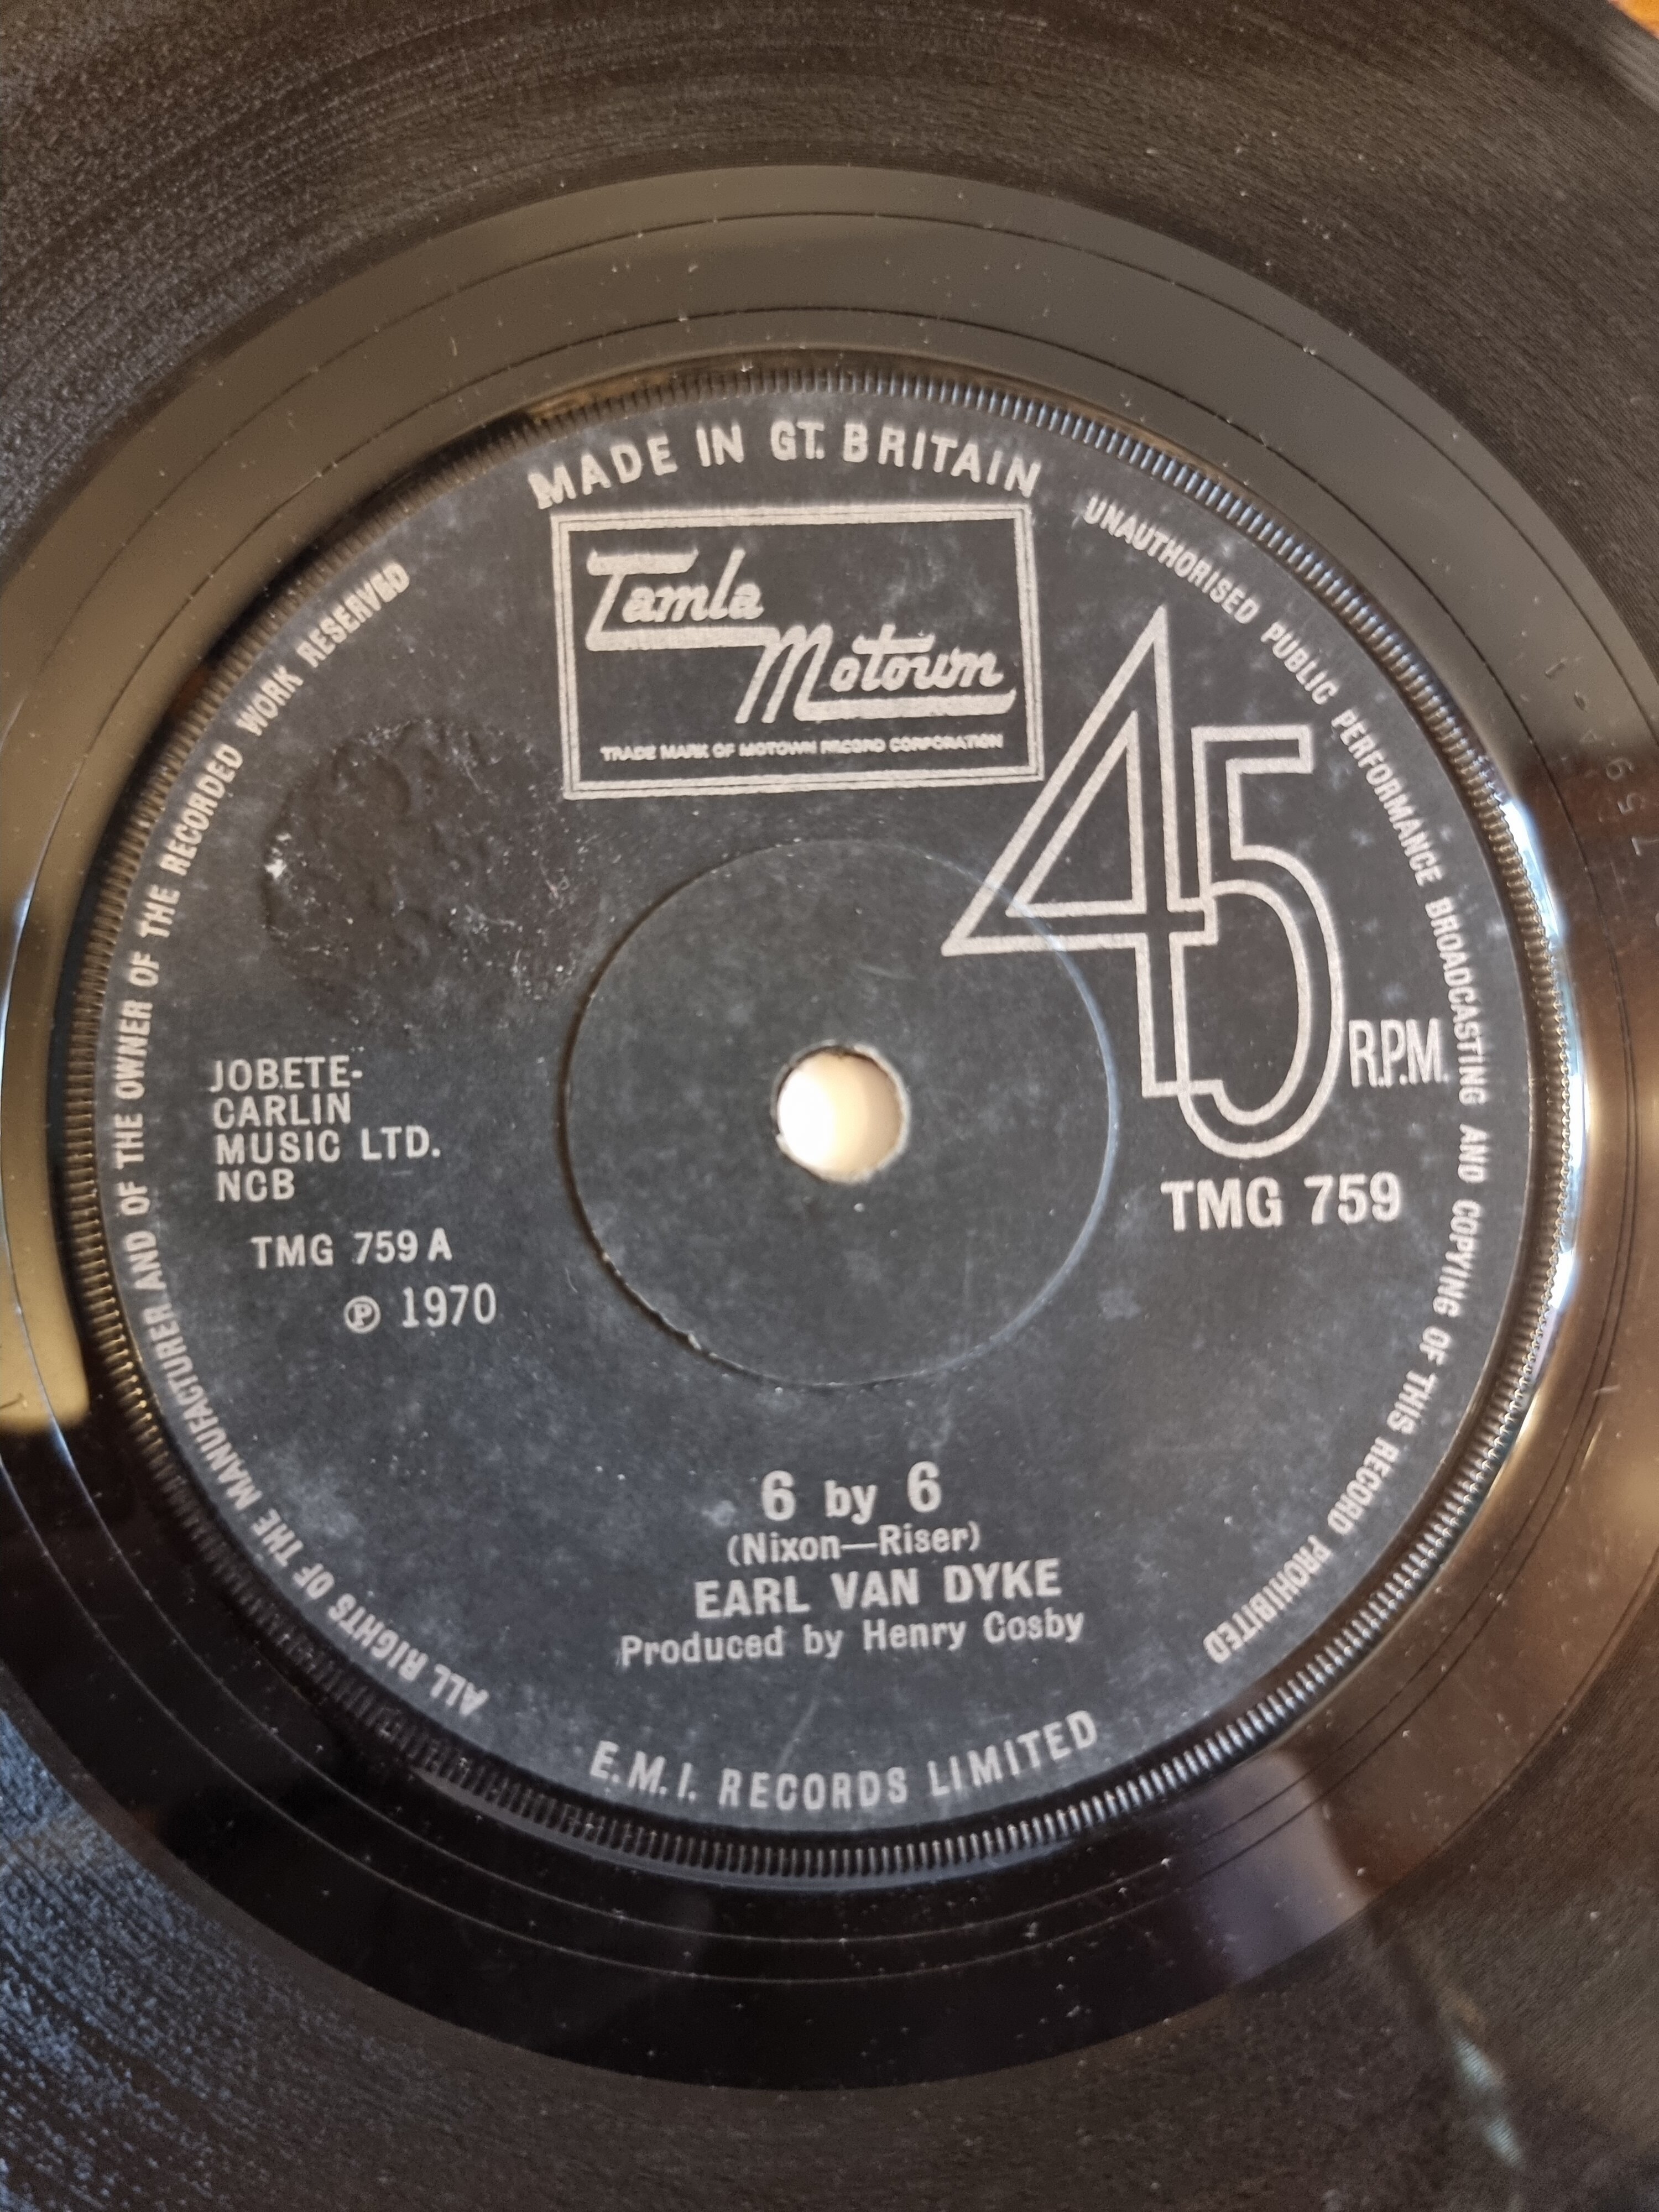 MADE IN GT. BRITAIN
Tamla
Motown
TRADE MARK OF MOTOWN RECORD CORPORATION
45
R.P.M.
TMG 759
JOBETE-
CARLIN
MUSIC LTD.
NCB
TMG 759 A
℗ 1970
6 by 6
(Nixon—Riser)
EARL VAN DYKE
Produced by Henry Cosby
E.M.I. RECORDS LIMITED
ALL RIGHTS OF THE MANUFACTURER AND OF THE OWNER OF THE RECORDED WORK RESERVED
UNAUTHORISED PUBLIC PERFORMANCE BROADCASTING AND COPYING OF THIS RECORD PROHIBITED